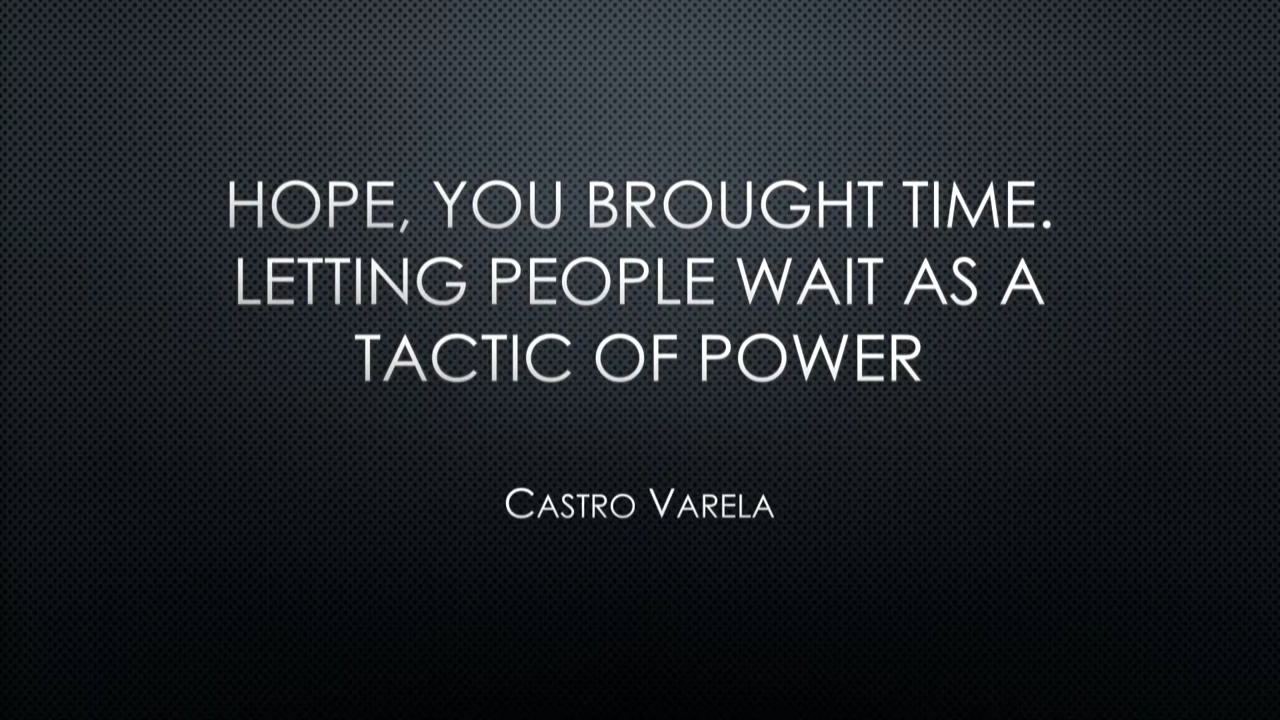 HOPE, YOU BROUGHT TIME.
LETTING PEOPLE WAIT AS A
TACTIC OF POWER
CASTRO VARELA